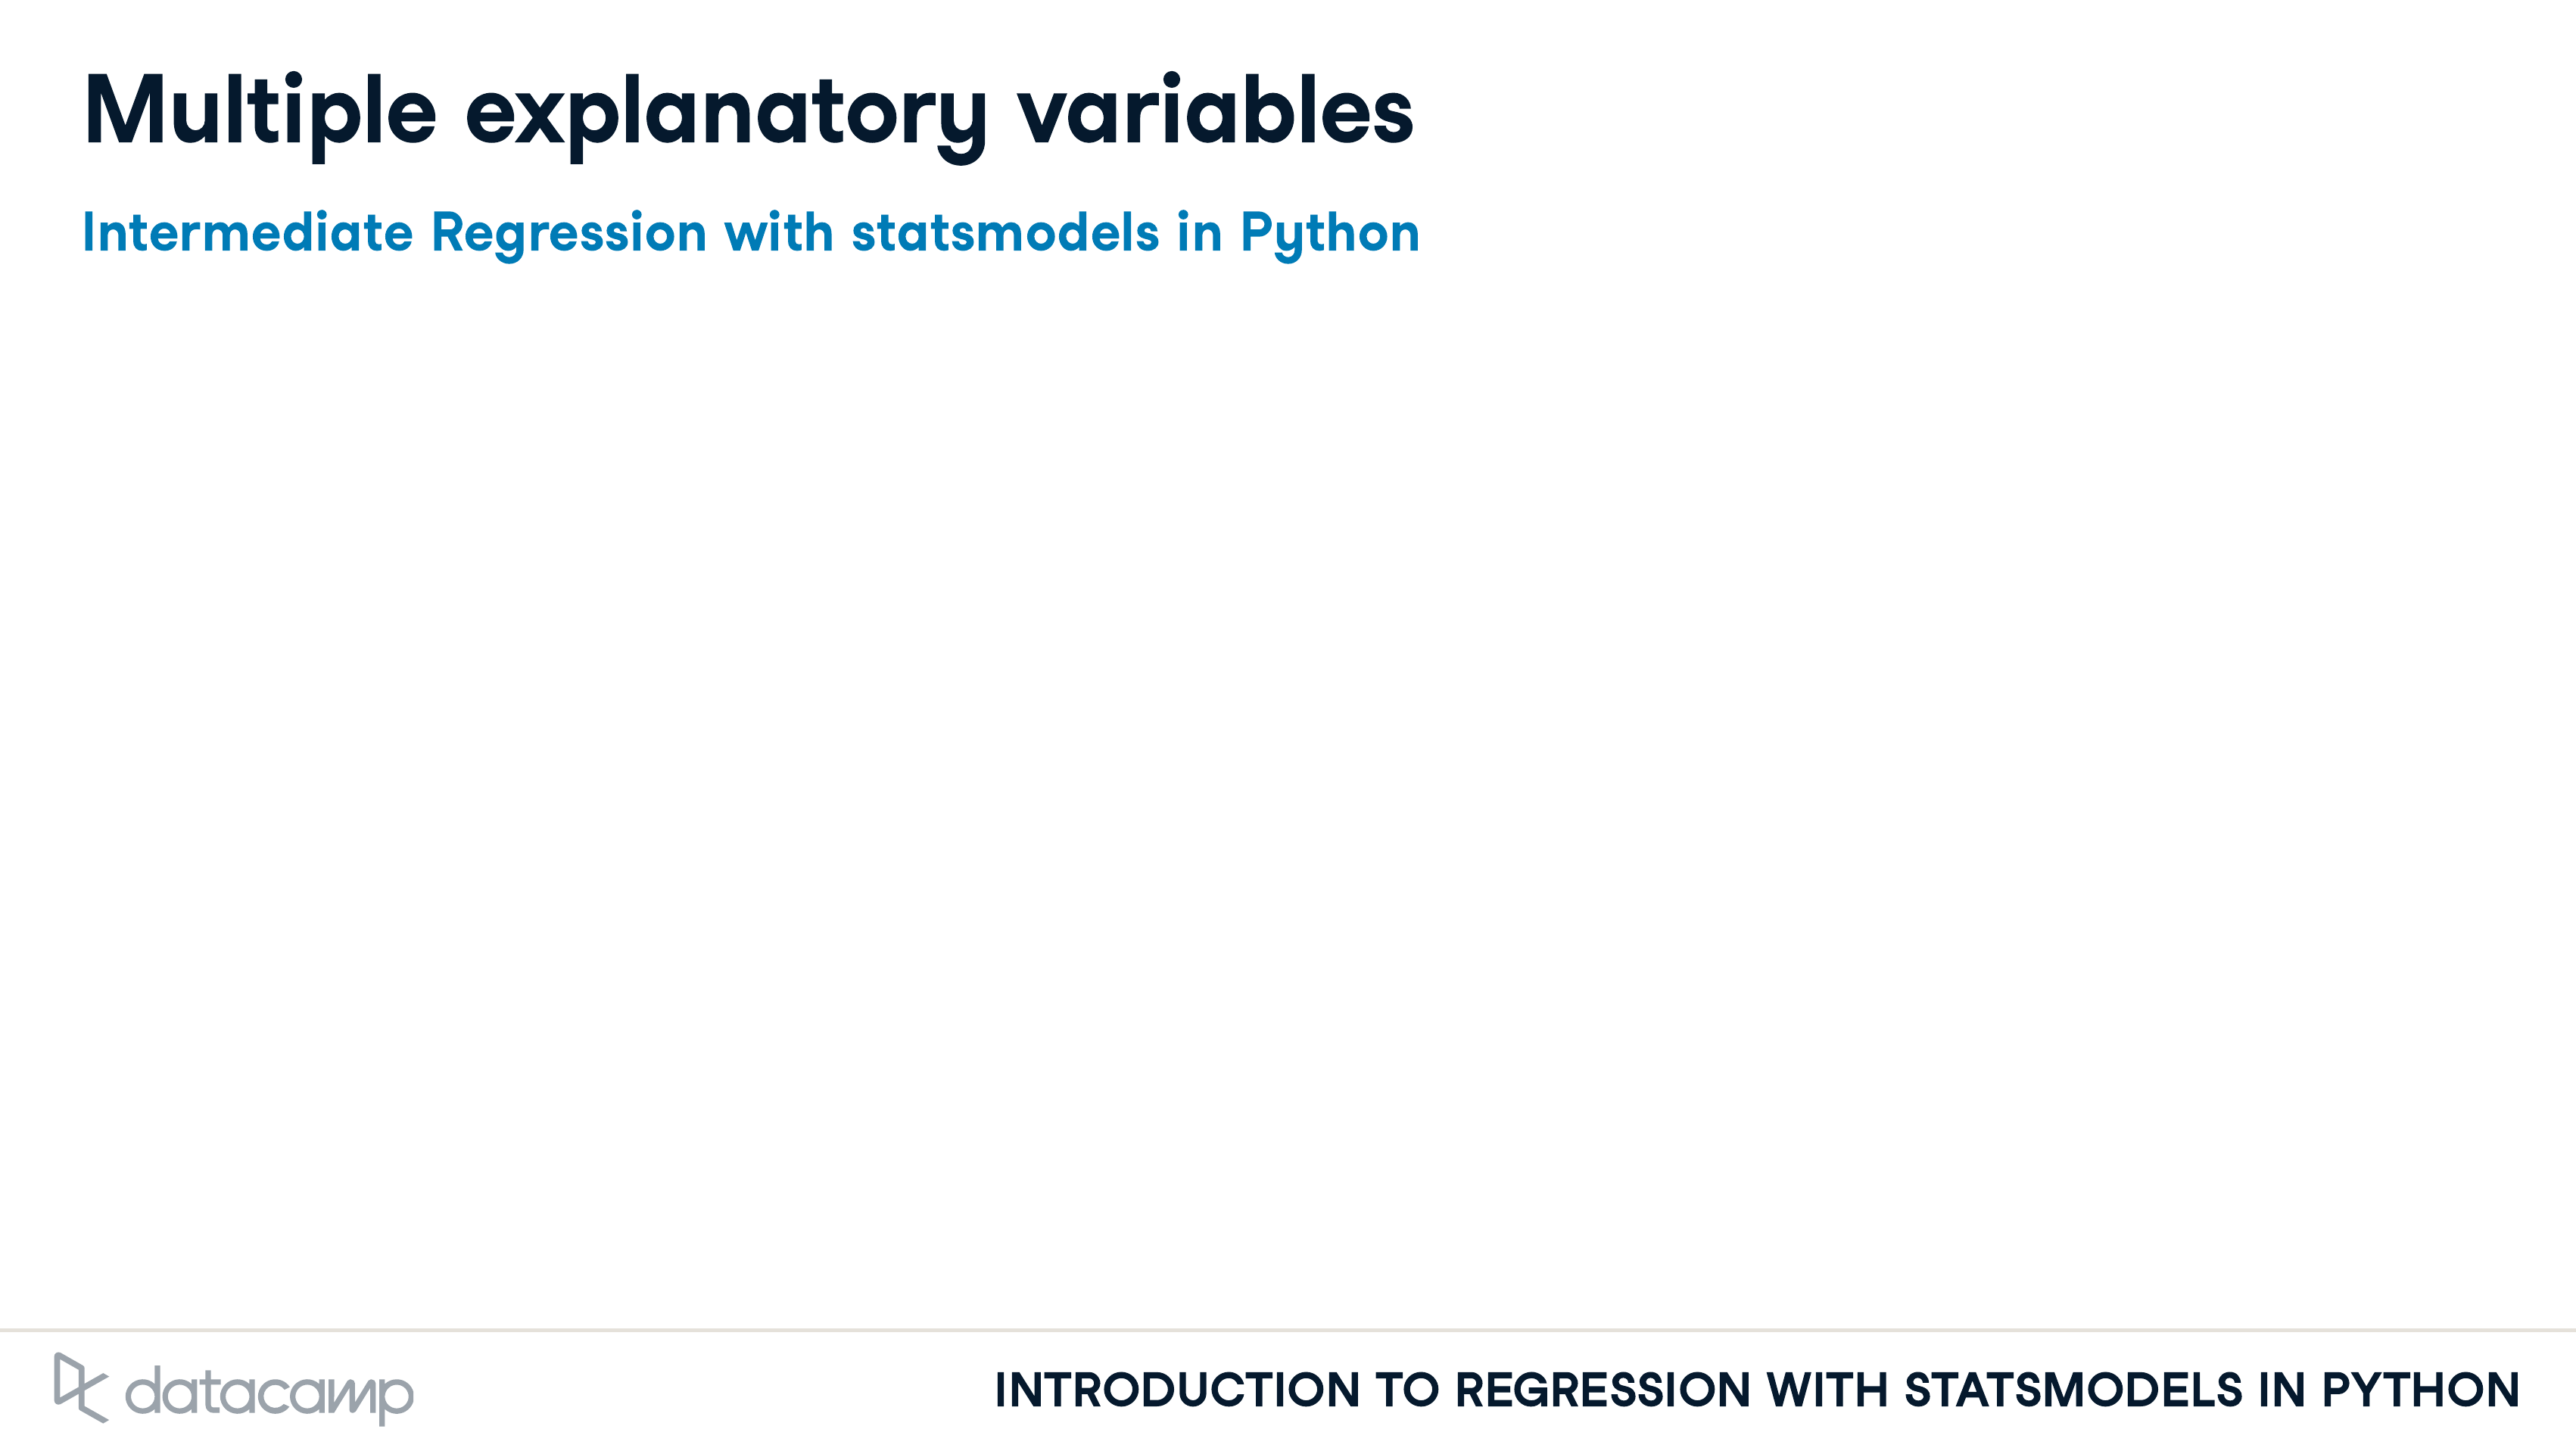 Multiple explanatory variables
Intermediate Regression with statsmodels in Python
datacamp
INTRODUCTION TO REGRESSION WITH STATSMODELS IN PYTHON